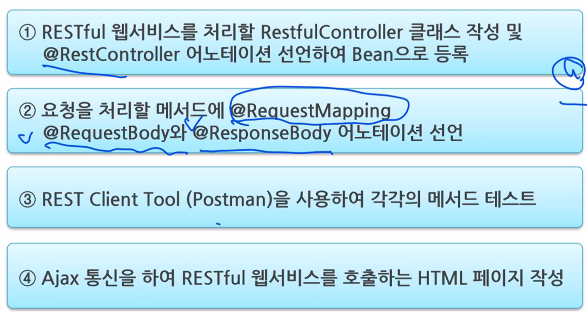 ① RESTful 웹서비스를 처리할 RestfulController 클래스 작성 및
@RestController 어노테이션 선언하여 Bean으로 등록
② 요청을 처리할 메서드에 @RequestMapping
@RequestBody와 @ResponseBody 어노테이션 선언
③ REST Client Tool (Postman)을 사용하여 각각의 메서드 테스트
④ Ajax 통신을 하여 RESTful 웹서비스를 호출하는 HTML 페이지 작성